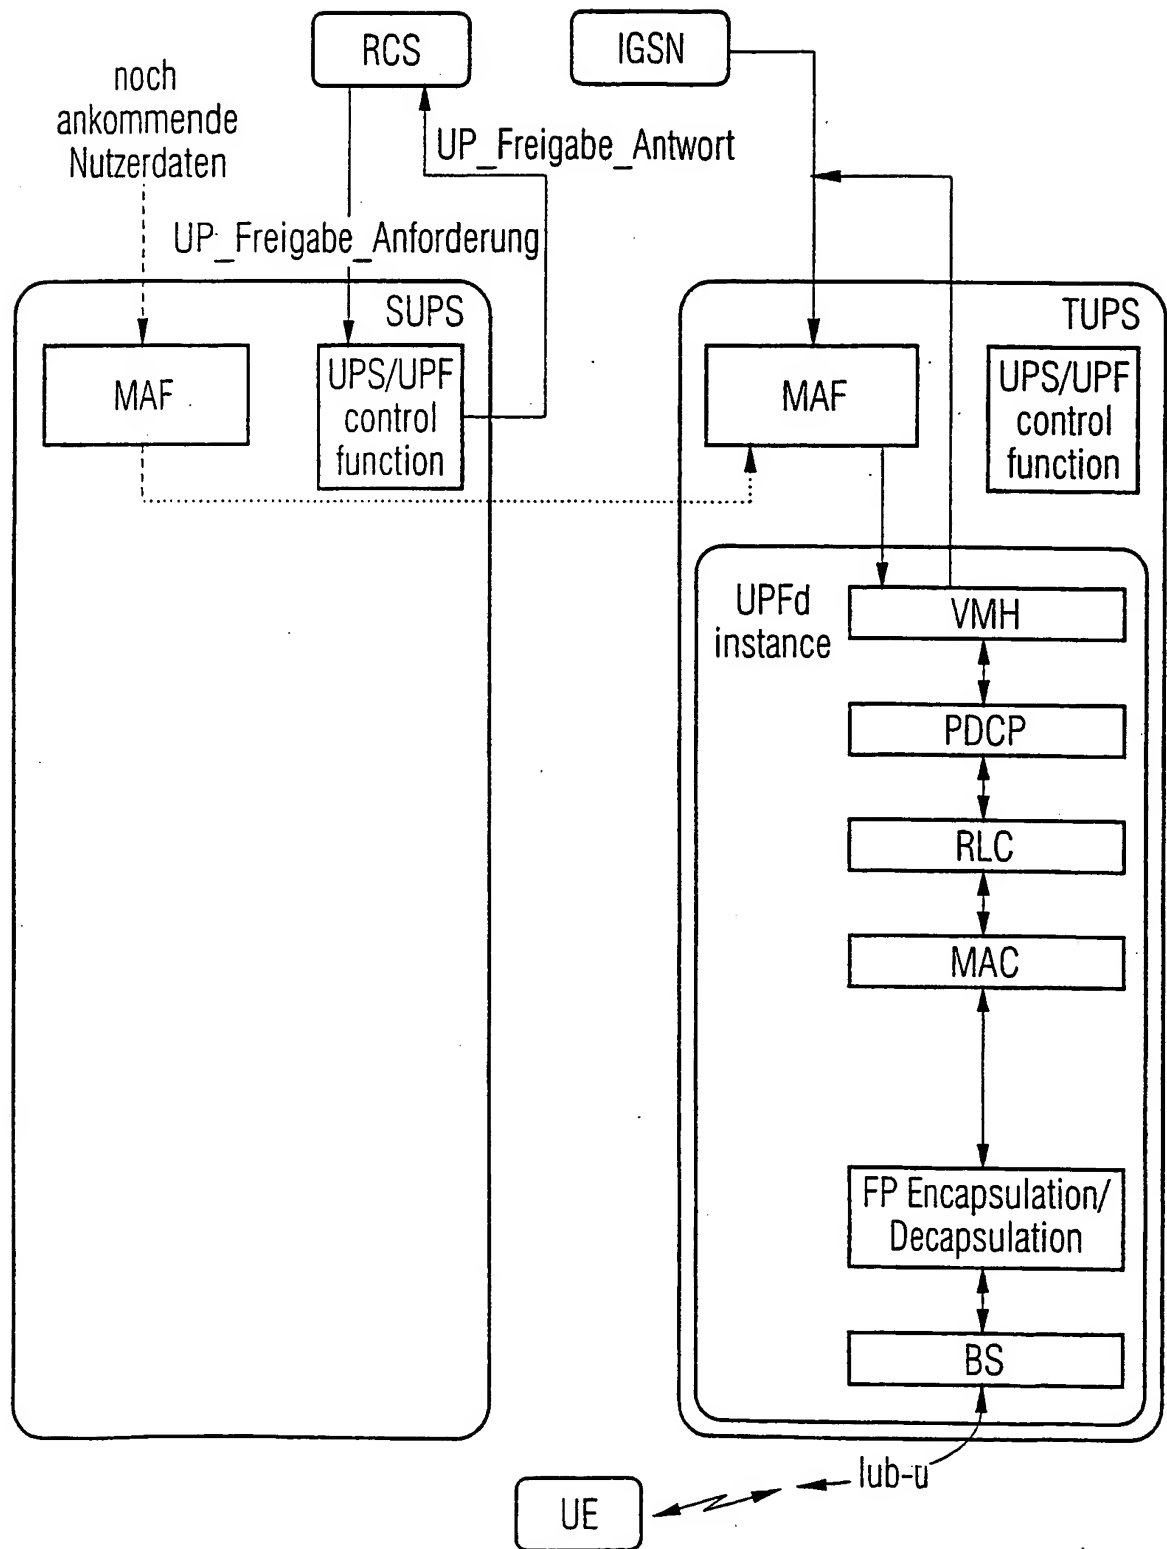 RCS
IGSN
noch
ankommende
Nutzerdaten
UP_Freigabe_Antwort
UP_Freigabe_Anforderung
SUPS
MAF
UPS/UPF
control
function
TUPS
MAF
UPS/UPF
control
function
UPFd
instance
VMH
PDCP
RLC
MAC
FP Encapsulation/
Decapsulation
BS
lub-u
UE